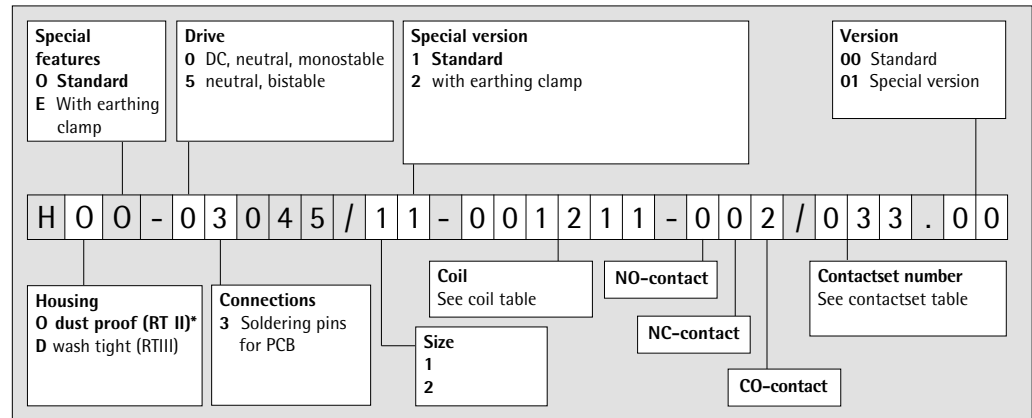 Special
features
O Standard
E With earthing
clamp
Drive
0 DC, neutral, monostable
5 neutral, bistable
Special version
1 Standard
2 with earthing clamp
Version
00 Standard
01 Special version
H O O - 0 3 0 4 5 / 1 1 - 0 0 1 2 1 1 - 0 0 2 / 0 3 3 . 0 0
Housing
O dust proof (RT II)*
D wash tight (RTIII)
Connections
3 Soldering pins
for PCB
Size
1
2
Coil
See coil table
NO-contact
NC-contact
CO-contact
Contactset number
See contactset table